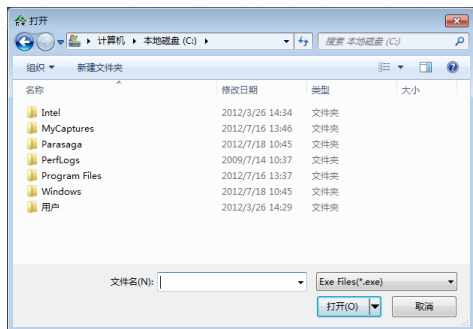 打开
计算机 本地磁盘 (C:) 搜索 本地磁盘 (C:)
组织 新建文件夹
名称 修改日期 类型 大小
Intel 2012/3/26 14:34 文件夹
MyCaptures 2012/7/16 13:46 文件夹
Parasaga 2012/7/18 10:45 文件夹
PerfLogs 2009/7/14 10:37 文件夹
Program Files 2012/7/16 13:37 文件夹
Windows 2012/7/18 10:45 文件夹
用户 2012/3/26 14:29 文件夹
文件名(N): Exe Files(*.exe)
打开(O) 取消